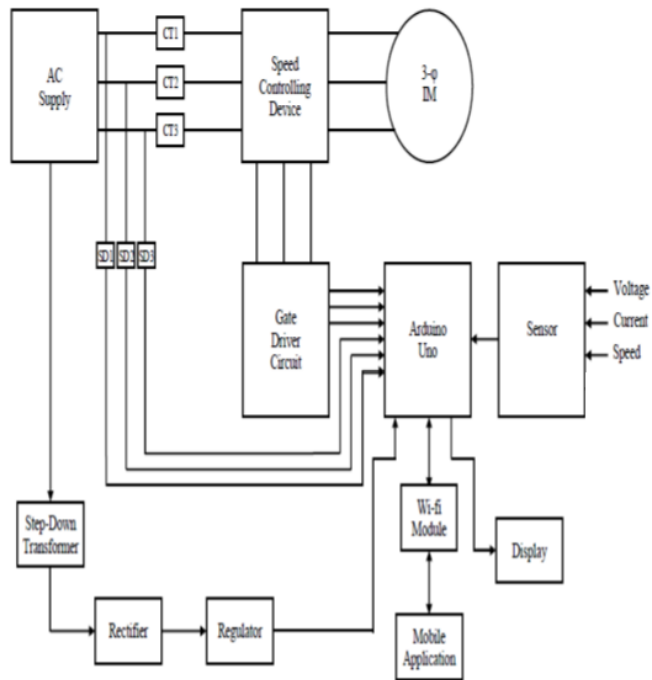 AC
Supply
CT1
CT2
CT3
Speed
Controlling
Device
3-φ
IM
SD1
SD2
SD3
Gate
Driver
Circuit
Arduino
Uno
Sensor
Voltage
Current
Speed
Step-Down
Transformer
Wi-fi
Module
Display
Rectifier
Regulator
Mobile
Application